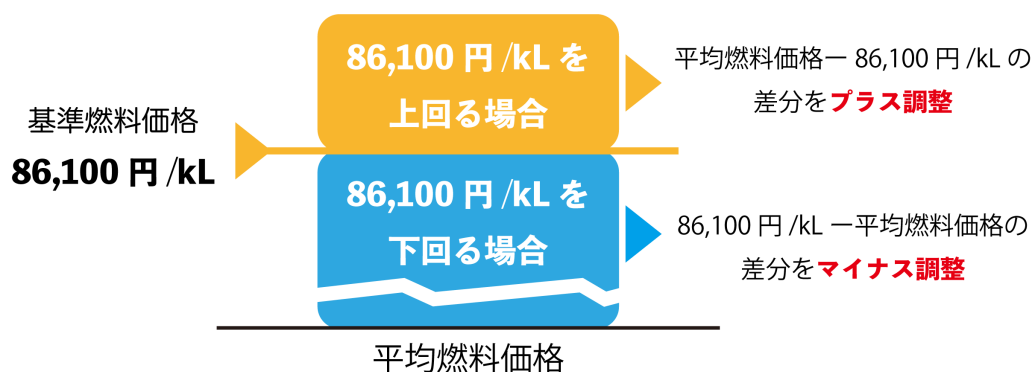 基準燃料価格
86,100 円 /kL
86,100 円 /kL を
上回る場合
86,100 円 /kL を
下回る場合
平均燃料価格ー 86,100 円 /kL の
差分をプラス調整
86,100 円 /kL ー平均燃料価格の
差分をマイナス調整
平均燃料価格